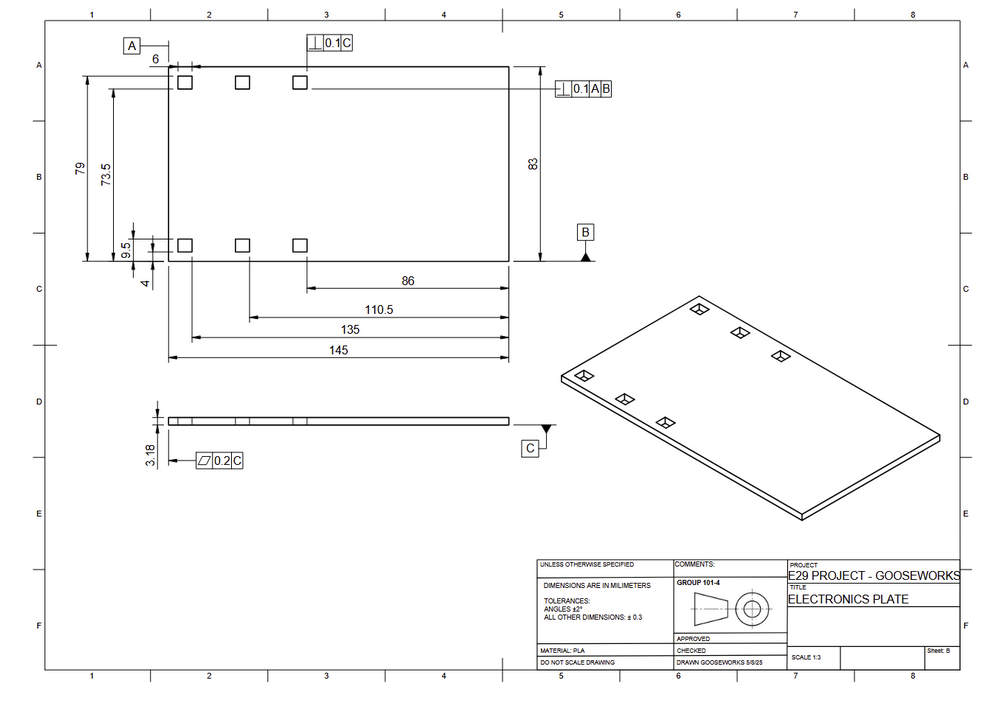 1 2 3 4 5 6 7 8
A A
A
⊥ 0.1 C
6
⊥ 0.1 A B
79
73.5
83
B B
9.5
4
B
86
C C
110.5
135
145
D D
3.18
⏥ 0.2 C
C
E E
UNLESS OTHERWISE SPECIFIED
DIMENSIONS ARE IN MILIMETERS
TOLERANCES:
ANGLES ±2°
ALL OTHER DIMENSIONS: ± 0.3
MATERIAL: PLA
DO NOT SCALE DRAWING
COMMENTS:
GROUP 101-4
APPROVED
CHECKED
DRAWN GOOSEWORKS 5/8/25
PROJECT
E29 PROJECT - GOOSEWORKS
TITLE
ELECTRONICS PLATE
SCALE 1:3
Sheet: B
F F
1 2 3 4 5 6 7 8